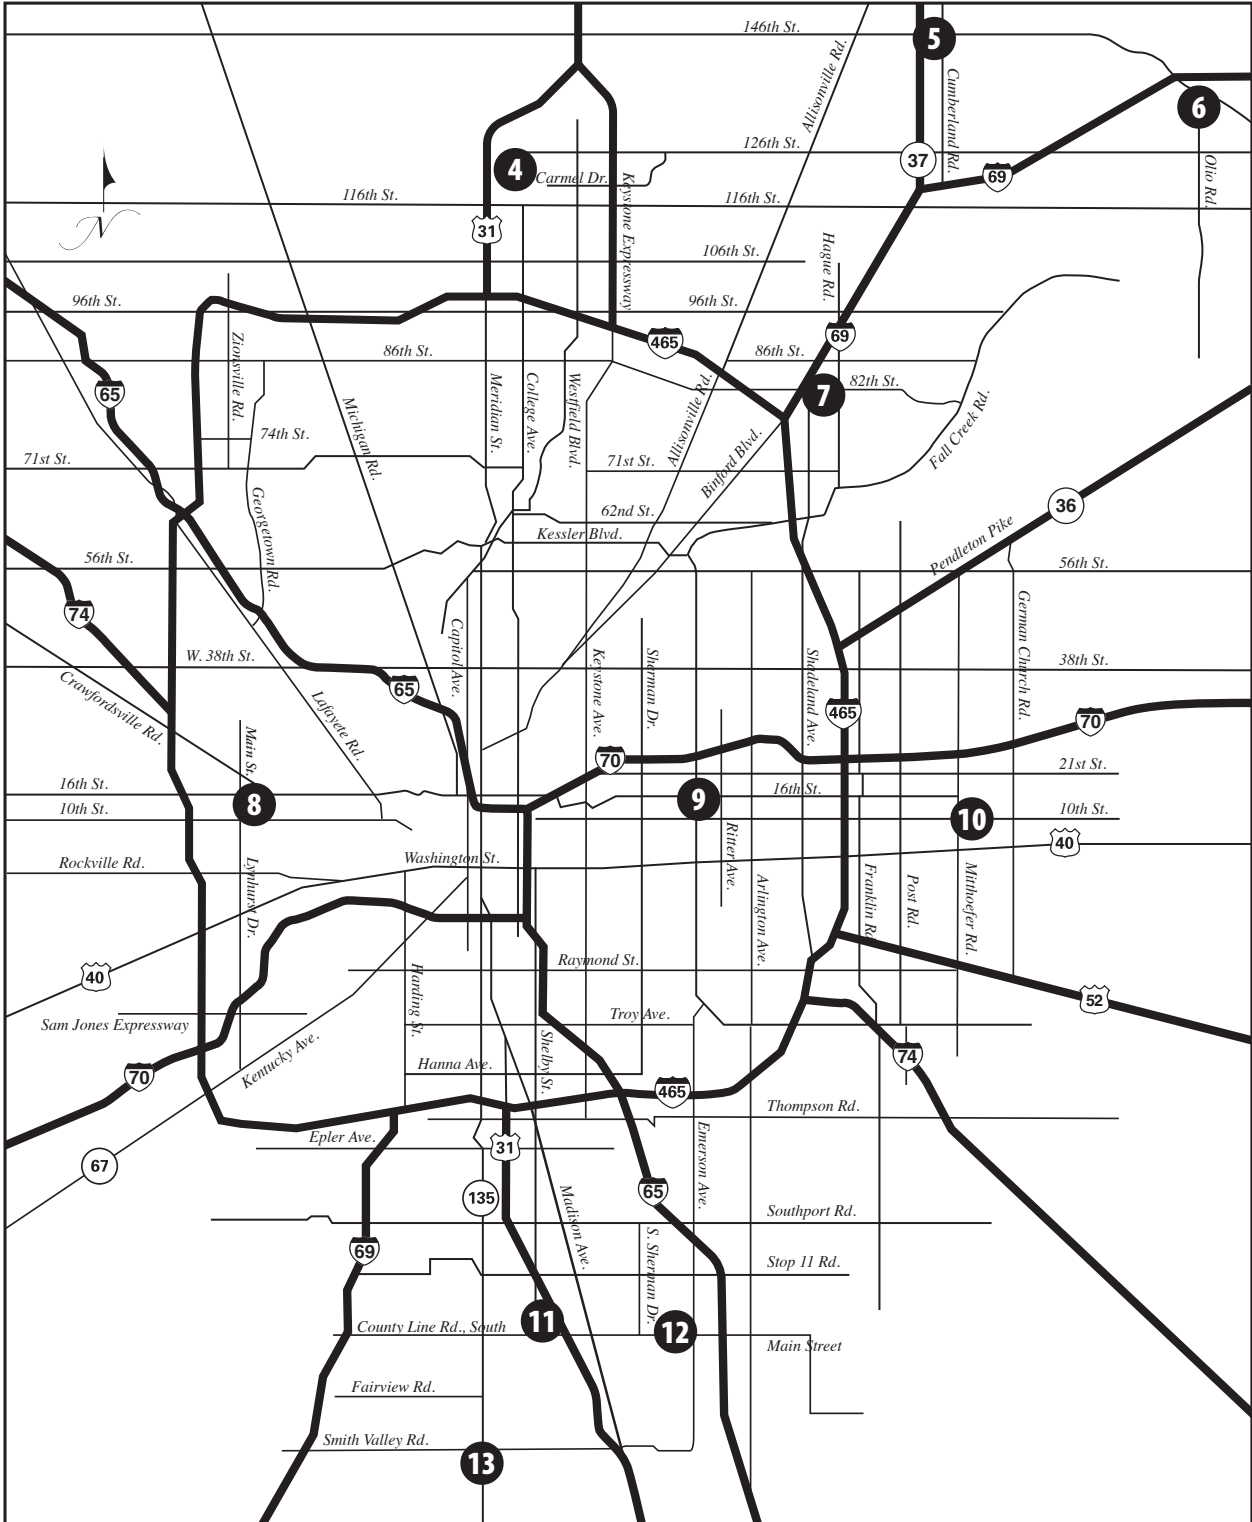 146th St.
5
Allisonville Rd.
Cumberland Rd.
6
126th St.
37
4
Carmel Dr.
69
Olio Rd.
Keystone Expressway
116th St.
116th St.
N
31
Hague Rd.
106th St.
96th St.
96th St.
69
465
Zionsville Rd.
86th St.
86th St.
65
Meridian St.
College Ave.
Westfield Blvd.
Allisonville Rd.
7
82th St.
Michigan Rd.
Fall Creek Rd.
74th St.
Binford Blvd.
71st St.
71st St.
Georgetown Rd.
36
62nd St.
Kessler Blvd.
Pendleton Pike
56th St.
56th St.
74
German Church Rd.
Capitol Ave.
Keystone Ave.
Sherman Dr.
Shadeland Ave.
W. 38th St.
38th St.
Crawfordsville Rd.
65
Lafayete Rd.
465
70
Main St.
70
21st St.
16th St.
16th St.
8
9
10th St.
10th St.
10
Ritter Ave.
40
Rockville Rd.
Washington St.
Lynhurst Dr.
Arlington Ave.
Franklin Rd.
Post Rd.
Mitthoefer Rd.
40
Raymond St.
Harding St.
52
Sam Jones Expressway
Troy Ave.
Shelby St.
Kentucky Ave.
Hanna Ave.
74
70
465
Thompson Rd.
Epler Ave.
31
Emerson Ave.
67
135
65
Madison Ave.
Southport Rd.
69
S. Sherman Dr.
Stop 11 Rd.
11
County Line Rd., South
12
Main Street
Fairview Rd.
Smith Valley Rd.
13